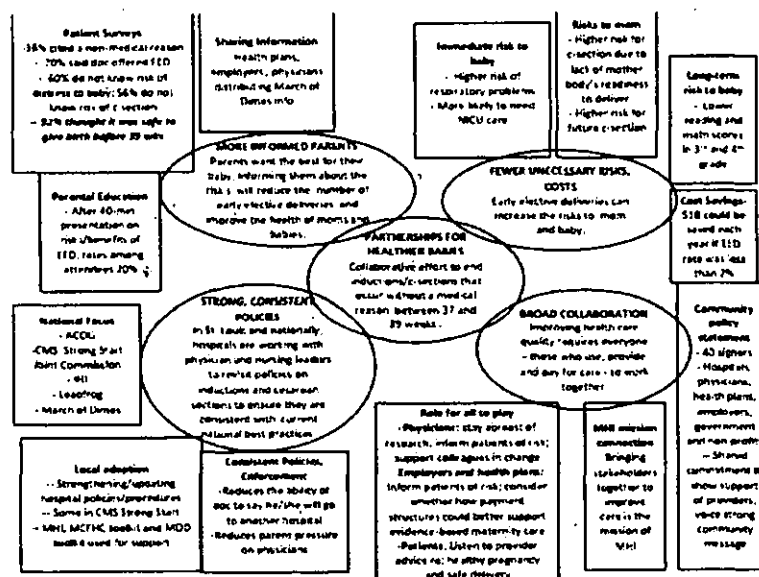 Patient Surveys
-36% cited a non-medical reason
- 70% said doc offered EED
- 60% do not know risk of
distress to baby; 56% do not
know risk of c-section
-- 92% thought it was safe to
give birth before 39 wks
Sharing Information
Health plans,
employers, physicians
distributing March of
Dimes info
Immediate risk to
baby
- Higher risk of
respiratory problems
- More likely to need
NICU care
Risks to mom
- Higher risk for
c-section due to
lack of mother
body's readiness
to deliver
- Higher risk for
future c-section
Long-term
risk to baby
- Lower
reading and
math scores
in 3rd and 4th
grade
MORE INFORMED PARENTS
Parents want the best for their
baby. Informing them about the
risks will reduce the number of
early elective deliveries and
improve the health of moms and
babies.
FEWER UNNECESSARY RISKS,
COSTS
Early elective deliveries can
increase the risks to mom
and baby.
Parental Education
- After 40-min
presentation on
risks/benefits of
EED, rates among
attendees 20%
Cost Savings-
$1B could be
saved each
year if EED
rate was less
than 2%
PARTNERSHIPS FOR
HEALTHIER BABIES
Collaborative effort to end
inductions/c-sections that
occur without a medical
reason between 37 and
39 weeks.
STRONG, CONSISTENT
POLICIES
In St. Louis and nationally,
hospitals are working with
physician and nursing leaders
to revise policies on
inductions and cesarean
sections to ensure they are
consistent with current
national best practices
BROAD COLLABORATION
Improving health care
quality requires everyone
- those who use, provide
and pay for care - to work
together
National Focus
- ACOG
-CMS Strong Start
Joint Commission
- IHI
- Leapfrog
- March of Dimes
Community
policy
statement
- 40 signers
- Hospitals,
physicians,
health plans,
employers,
government
and non profits
-- Shared
commitment to
show support
of providers,
voice strong
community
message
Local adoption
- Strengthening/updating
hospital policies/procedures
-- Some in CMS Strong Start
- MHI, MCFHC toolkit and MOD
toolkit used for support
Consistent Policies,
Enforcement
-Reduces the ability of
doc to say he/she will go
to another hospital
-Reduces parent pressure
on physicians
Role for all to play
- Physicians: stay abreast of
research; inform patients of risk;
support colleagues in change
Employers and health plans:
Inform patients of risk; consider
whether how payment
structures could better support
evidence-based maternity care
- Patients: Listen to provider
advice re: healthy pregnancy
and safe delivery
MHI mission
connection
Bringing
stakeholders
together to
improve
care is the
mission of
MHI